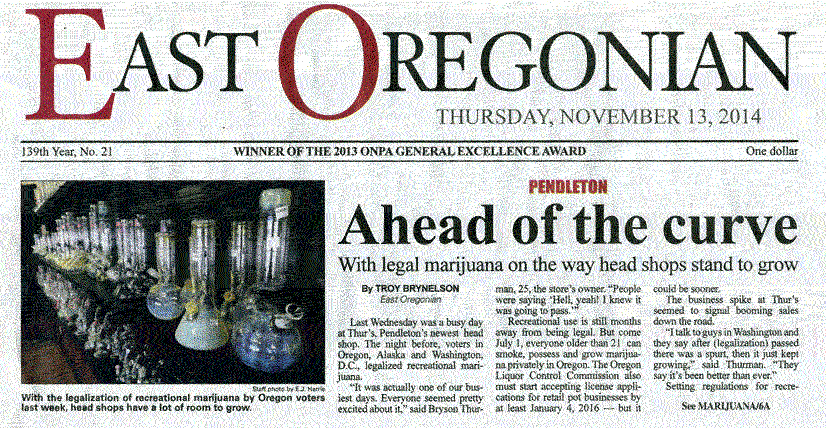 EAST OREGONIAN
THURSDAY, NOVEMBER 13, 2014
139th Year, No. 21
WINNER OF THE 2013 ONPA GENERAL EXCELLENCE AWARD
One dollar
Staff photo by E.J. Harris
With the legalization of recreational marijuana by Oregon voters
last week, head shops have a lot of room to grow.
PENDLETON
Ahead of the curve
With legal marijuana on the way head shops stand to grow
By TROY BRYNELSON
East Oregonian
Last Wednesday was a busy day
at Thur's, Pendleton's newest head
shop. The night before, voters in
Oregon, Alaska and Washington,
D.C., legalized recreational mari-
juana.
"It was actually one of our bus-
iest days. Everyone seemed pretty
excited about it," said Bryson Thur-
man, 25, the store's owner. "People
were saying 'Hell, yeah! I knew it
was going to pass.'"
Recreational use is still months
away from being legal. But come
July 1, everyone older than 21 can
smoke, possess and grow marijua-
na privately in Oregon. The Oregon
Liquor Control Commission also
must start accepting license appli-
cations for retail pot businesses by
at least January 4, 2016 — but it
could be sooner.
The business spike at Thur's
seemed to signal booming sales
down the road.
"I talk to guys in Washington and
they say after (legalization) passed
there was a spurt, then it just kept
growing," said Thurman. "They
say it's been better than ever."
Setting regulations for recre-
See MARIJUANA/6A